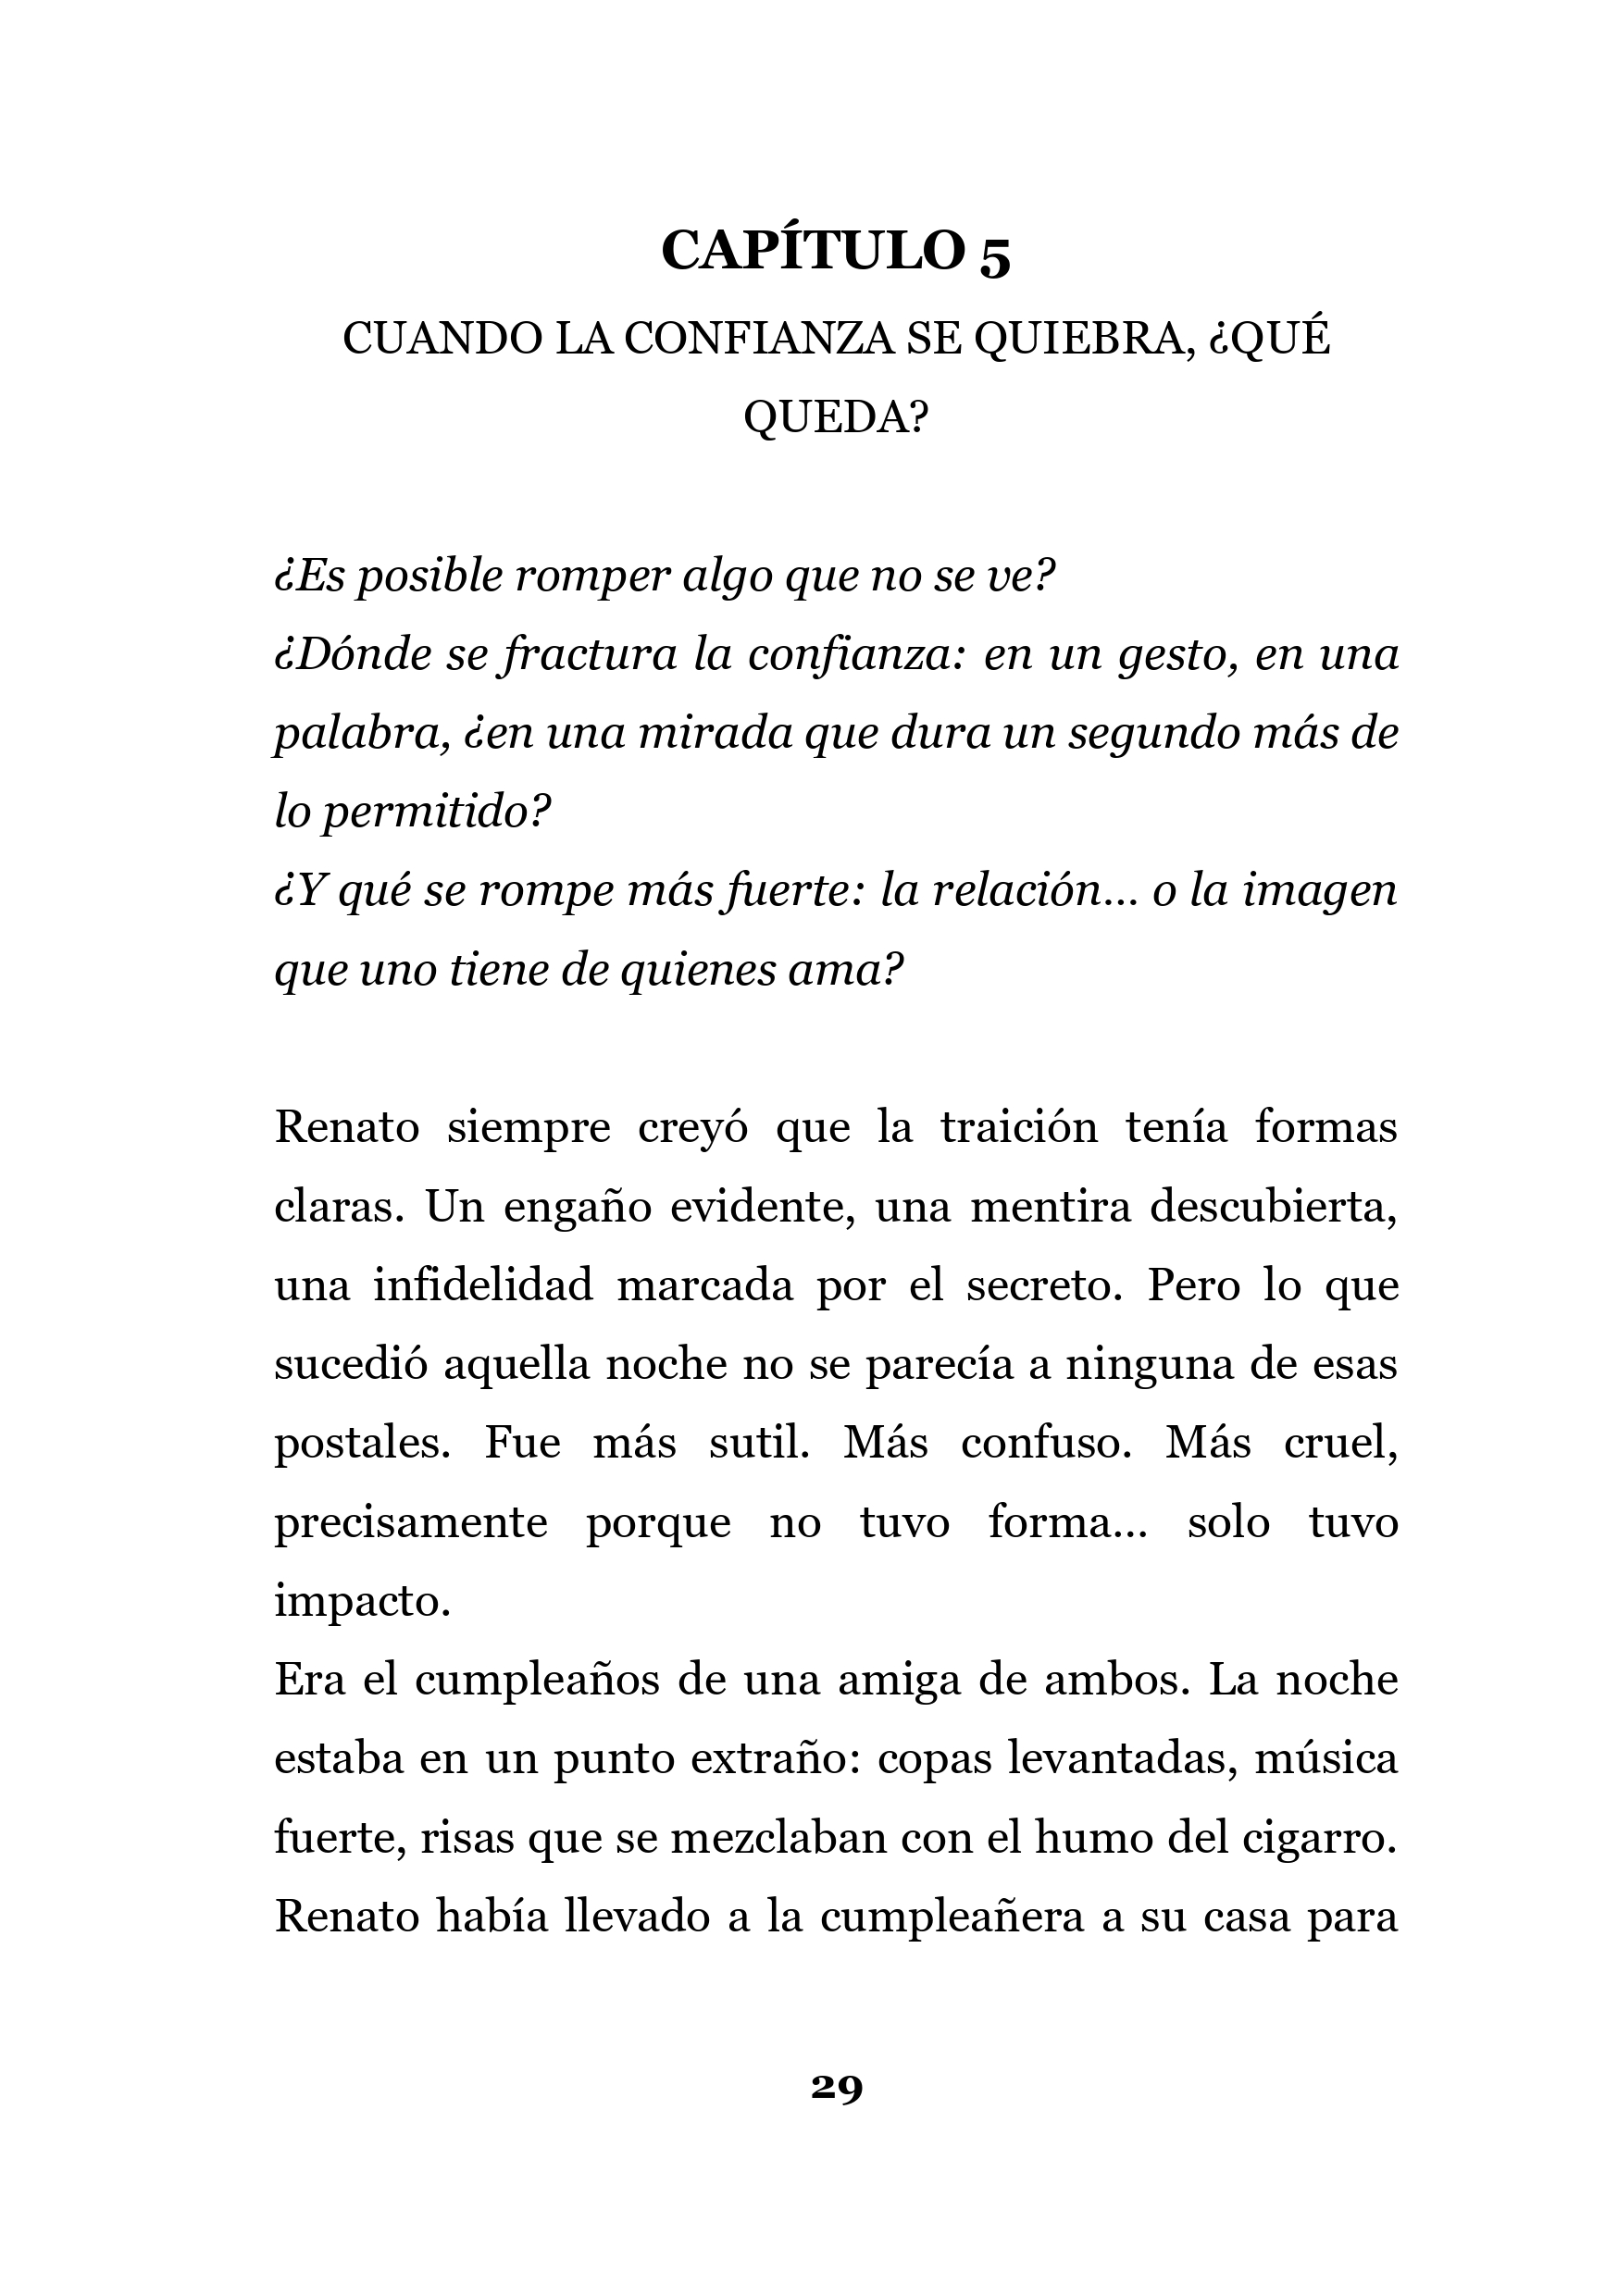 CAPÍTULO 5
CUANDO LA CONFIANZA SE QUIEBRA, ¿QUÉ
QUEDA?
¿Es posible romper algo que no se ve?
¿Dónde se fractura la confianza: en un gesto, en una
palabra, ¿en una mirada que dura un segundo más de
lo permitido?
¿Y qué se rompe más fuerte: la relación... o la imagen
que uno tiene de quienes ama?
Renato siempre creyó que la traición tenía formas
claras. Un engaño evidente, una mentira descubierta,
una infidelidad marcada por el secreto. Pero lo que
sucedió aquella noche no se parecía a ninguna de esas
postales. Fue más sutil. Más confuso. Más cruel,
precisamente porque no tuvo forma... solo tuvo
impacto.
Era el cumpleaños de una amiga de ambos. La noche
estaba en un punto extraño: copas levantadas, música
fuerte, risas que se mezclaban con el humo del cigarro.
Renato había llevado a la cumpleañera a su casa para
29